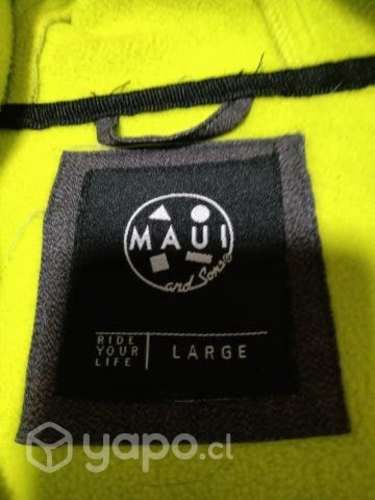 MAUI
and Sons
RIDE
YOUR
LIFE
LARGE
yapo.cl